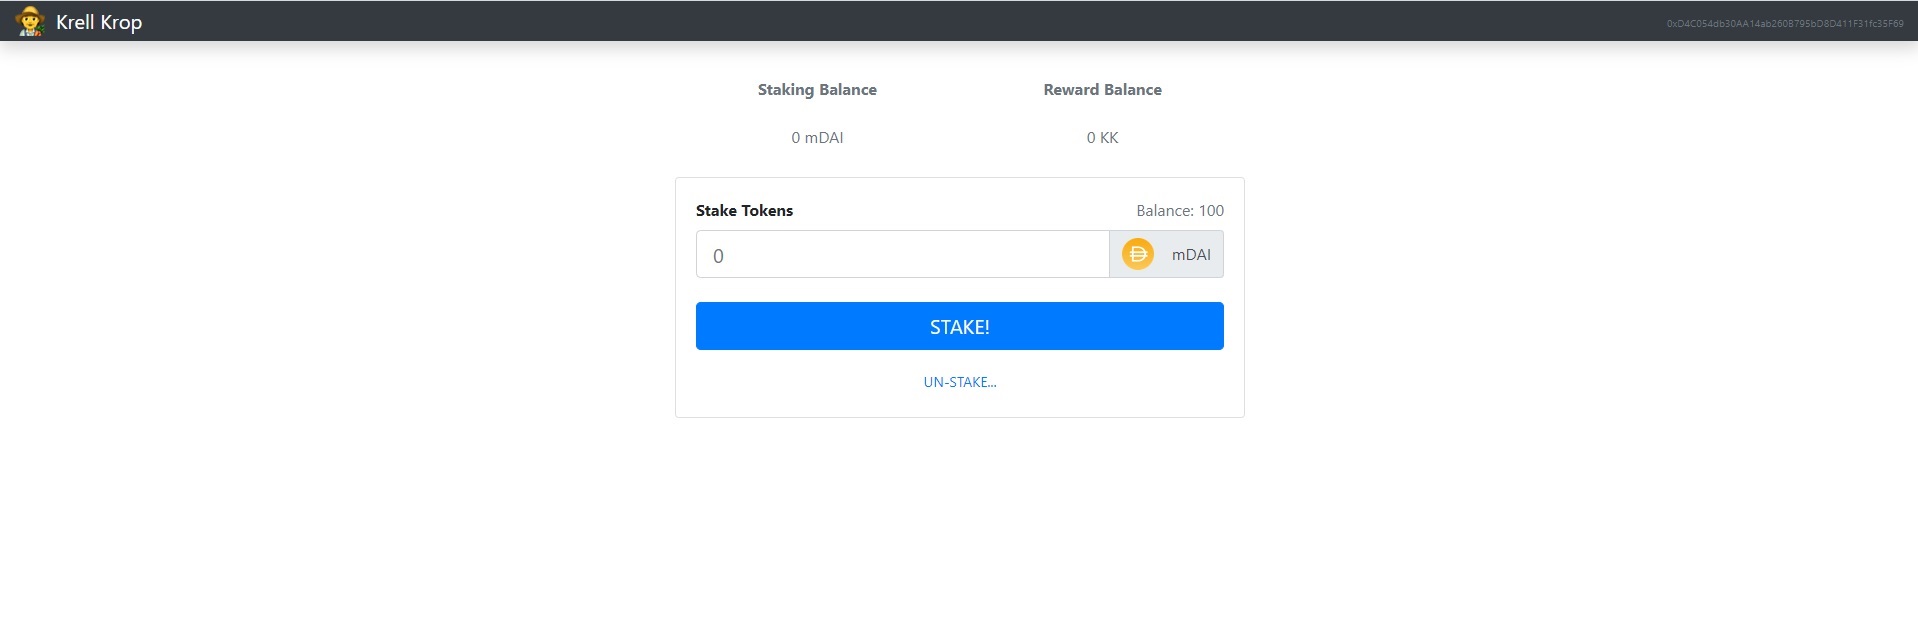 Krell Krop
0xD4C054db30AA14ab260B795bD8D411F31fc35F69
Staking Balance
Reward Balance
0 mDAI
0 KK
Stake Tokens
Balance: 100
0
mDAI
STAKE!
UN-STAKE...